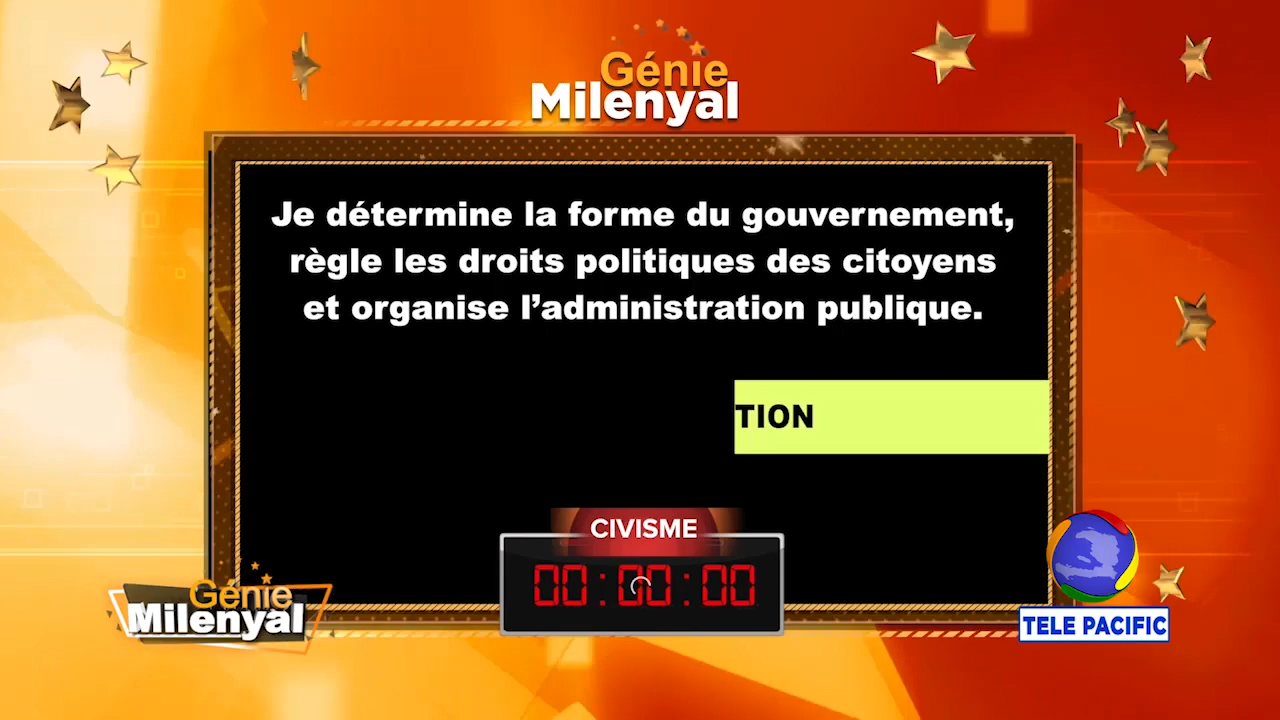 Génie
Milenyal
Je détermine la forme du gouvernement,
règle les droits politiques des citoyens
et organise l’administration publique.
TION
CIVISME
00:00:00
Génie
Milenyal
TELE PACIFIC